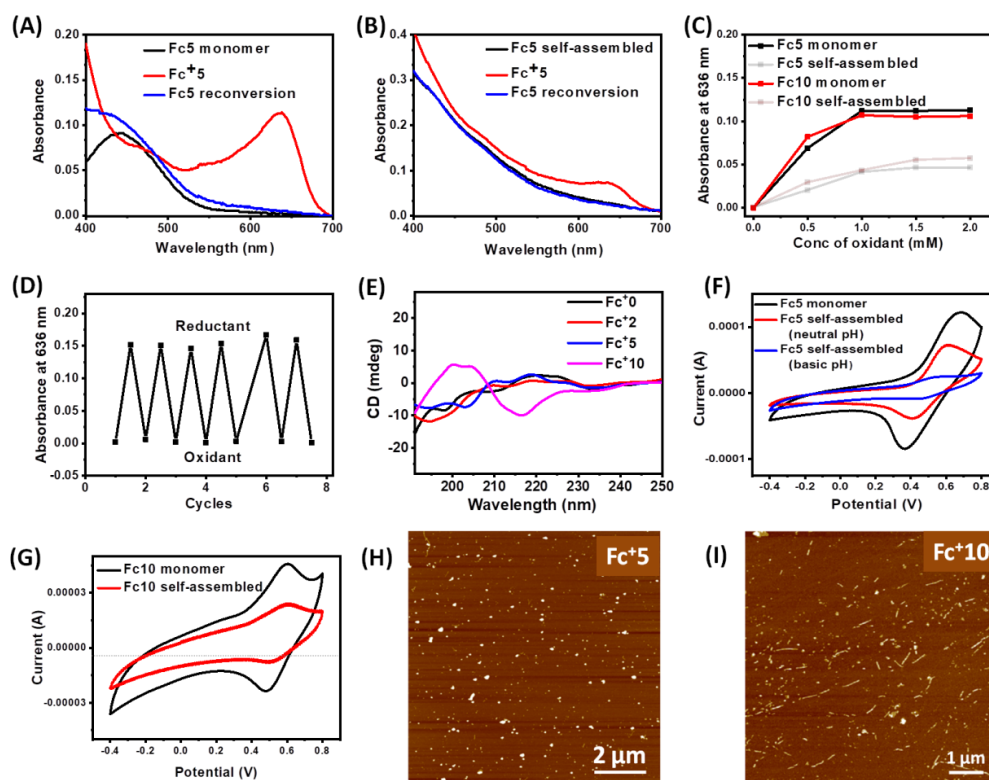 (A)
0.20
0.15
0.10
0.05
0.00
Absorbance
Fc5 monomer
Fc⁺5
Fc5 reconversion
400 500 600 700
Wavelength (nm)
(B)
0.4
0.3
0.2
0.1
0.0
Absorbance
Fc5 self-assembled
Fc⁺5
Fc5 reconversion
400 500 600 700
Wavelength (nm)
(C)
0.20
0.15
0.10
0.05
0.00
Absorbance at 636 nm
Fc5 monomer
Fc5 self-assembled
Fc10 monomer
Fc10 self-assembled
0.0 0.5 1.0 1.5 2.0
Conc of oxidant (mM)
(D)
0.20
0.15
0.10
0.05
0.00
-0.05
Absorbance at 636 nm
Reductant
Oxidant
0 2 4 6 8
Cycles
(E)
20
10
0
-10
-20
CD (mdeg)
Fc⁺0
Fc⁺2
Fc⁺5
Fc⁺10
200 210 220 230 240 250
Wavelength (nm)
(F)
0.0001
0.0000
-0.0001
Current (A)
Fc5 monomer
Fc5 self-assembled
(neutral pH)
Fc5 self-assembled
(basic pH)
-0.4 -0.2 0.0 0.2 0.4 0.6 0.8
Potential (V)
(G)
0.00003
0.00000
-0.00003
Current (A)
Fc10 monomer
Fc10 self-assembled
-0.4 -0.2 0.0 0.2 0.4 0.6 0.8
Potential (V)
(H)
Fc⁺5
2 µm
(I)
Fc⁺10
1 µm